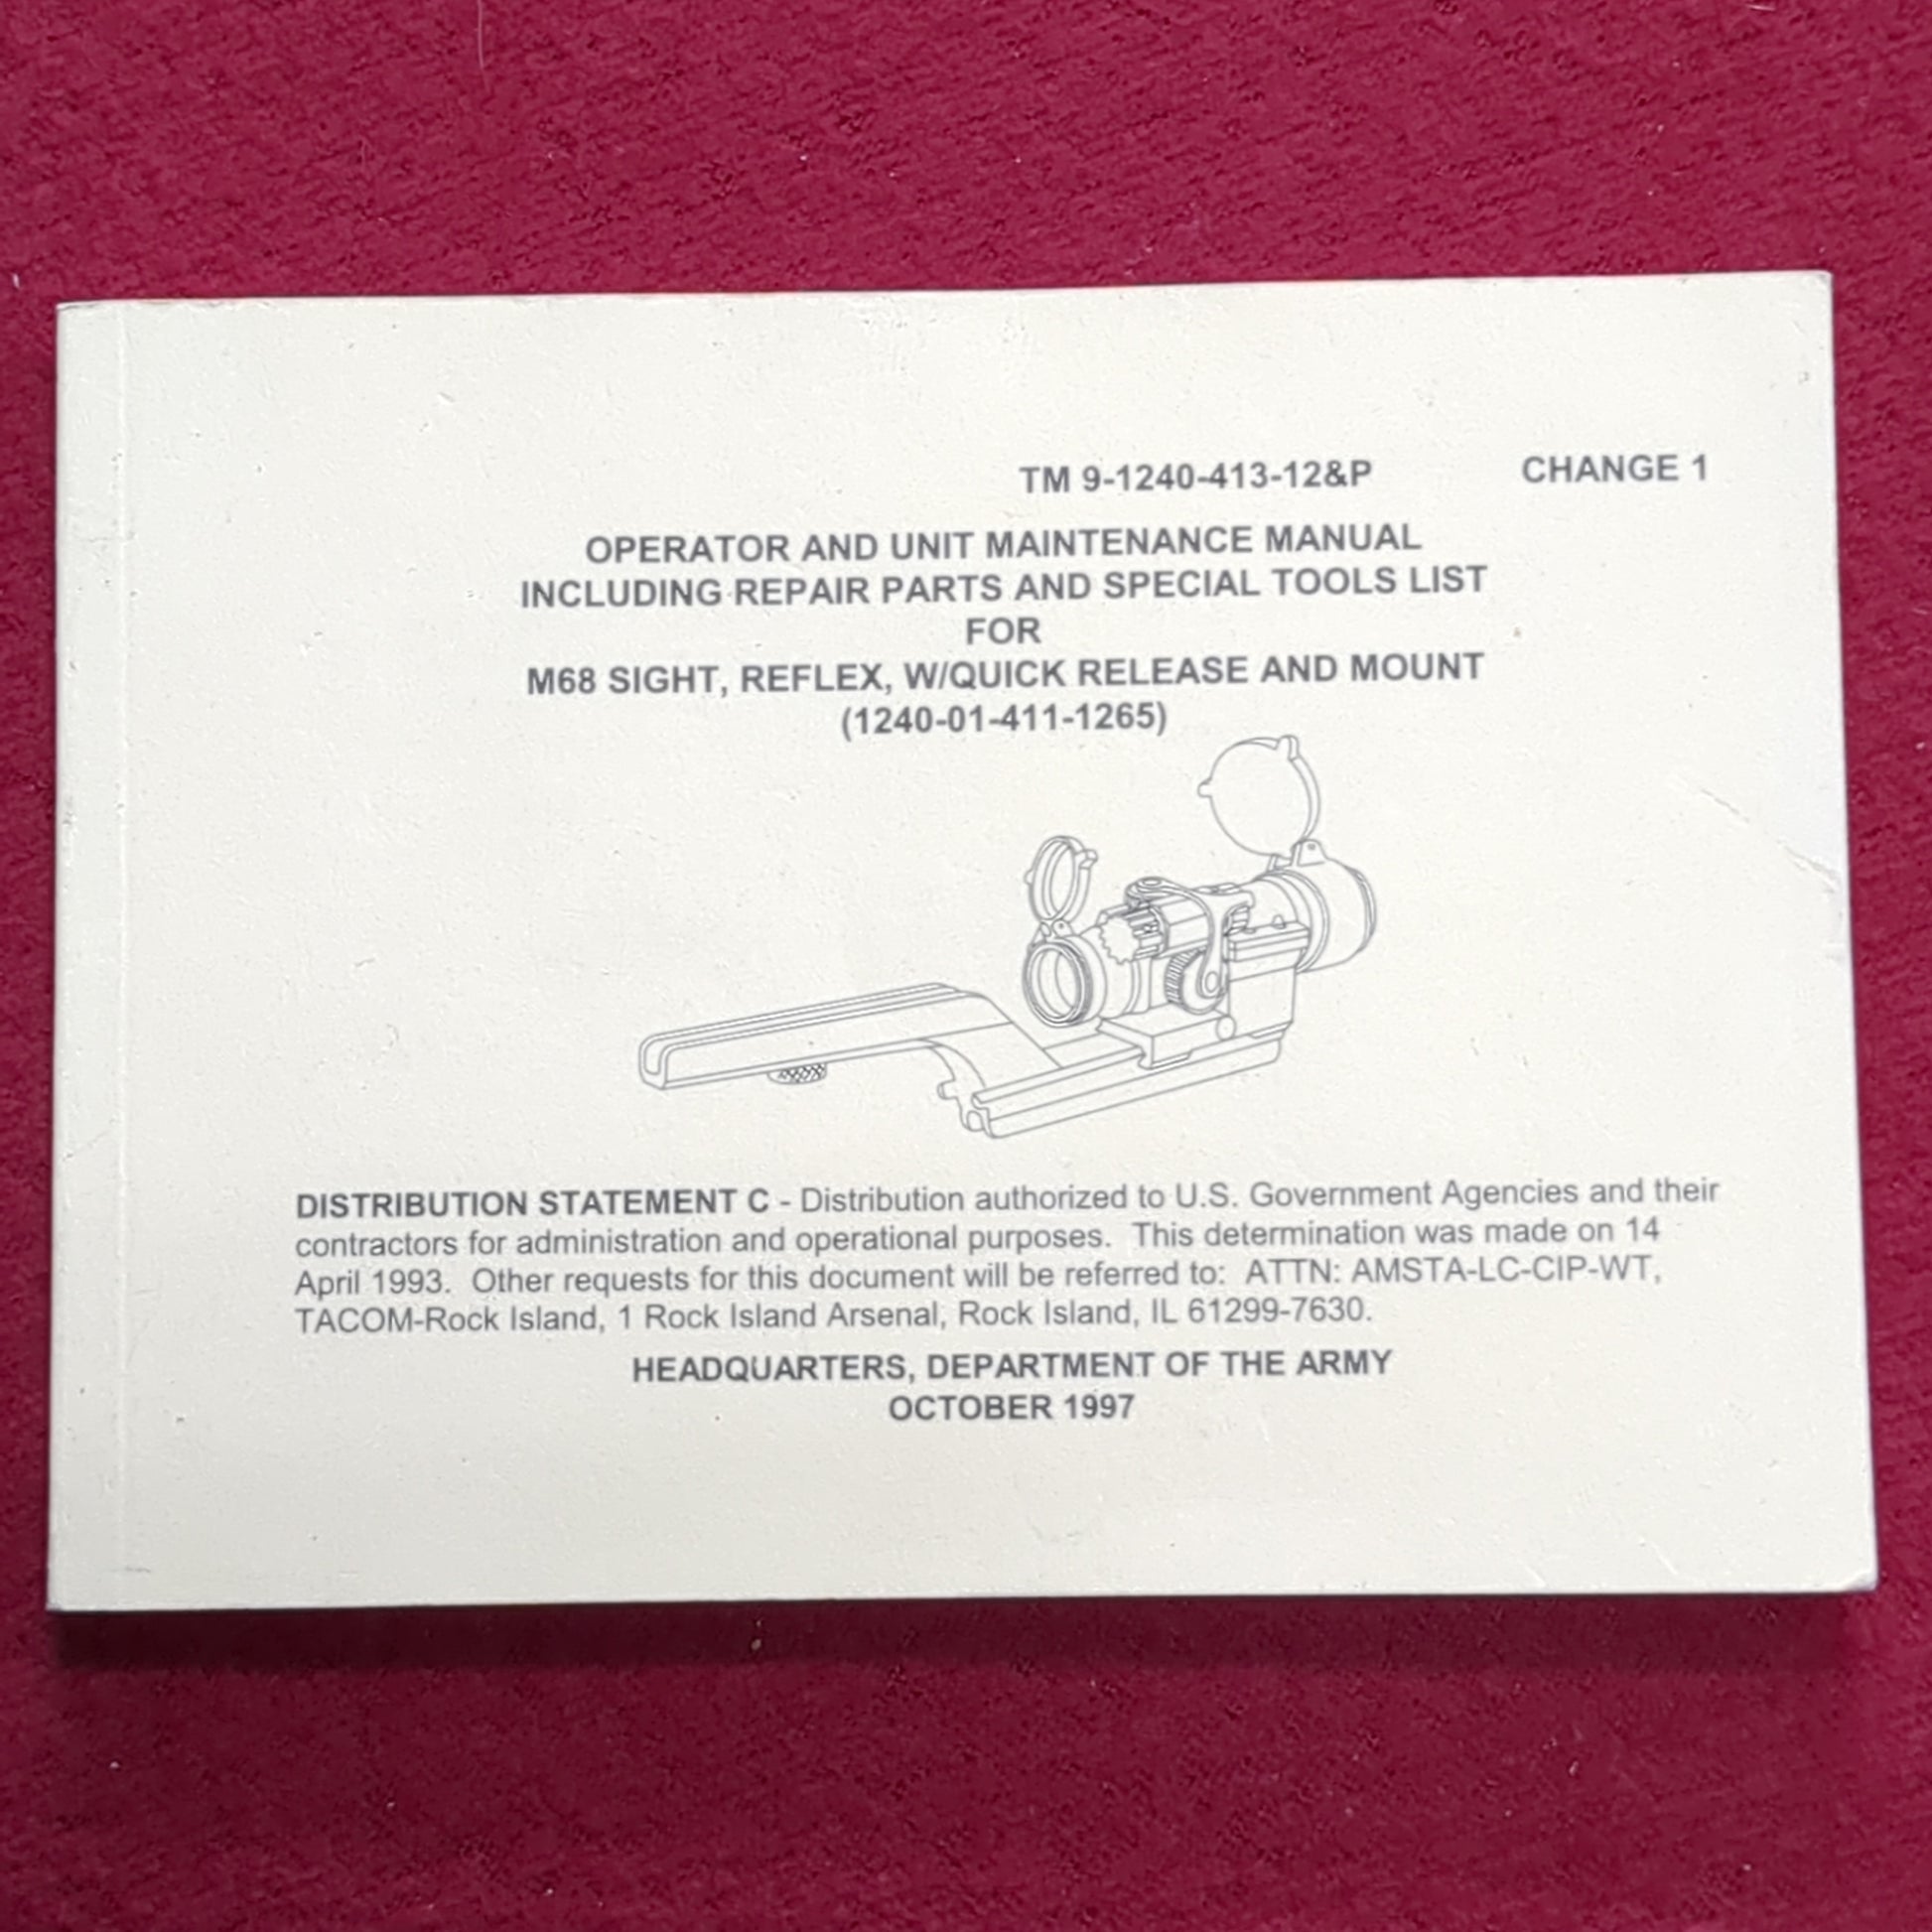 TM 9-1240-413-12&P CHANGE 1
OPERATOR AND UNIT MAINTENANCE MANUAL
INCLUDING REPAIR PARTS AND SPECIAL TOOLS LIST
FOR
M68 SIGHT, REFLEX, W/QUICK RELEASE AND MOUNT
(1240-01-411-1265)
DISTRIBUTION STATEMENT C - Distribution authorized to U.S. Government Agencies and their
contractors for administration and operational purposes. This determination was made on 14
April 1993. Other requests for this document will be referred to: ATTN: AMSTA-LC-CIP-WT,
TACOM-Rock Island, 1 Rock Island Arsenal, Rock Island, IL 61299-7630.
HEADQUARTERS, DEPARTMENT OF THE ARMY
OCTOBER 1997